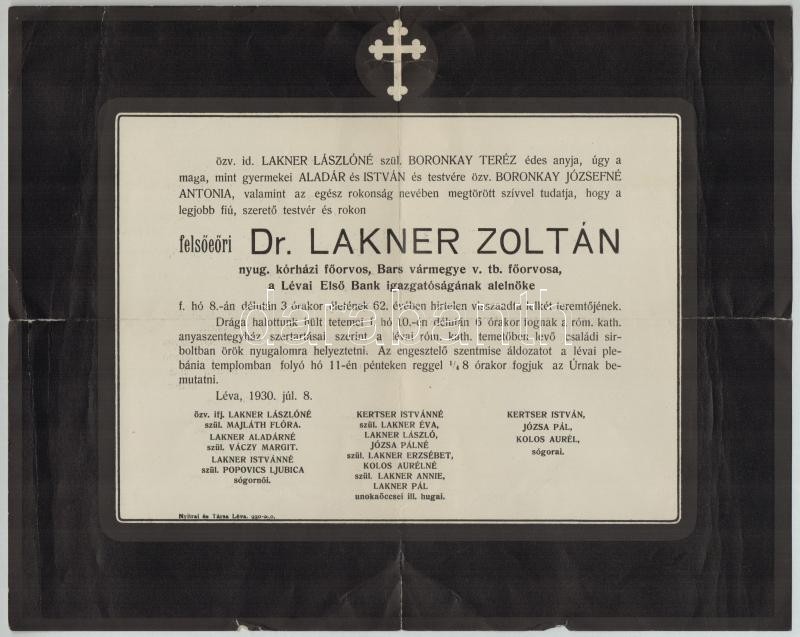 özv. id. LAKNER LÁSZLÓNÉ szül. BORONKAY TERÉZ édes anyja, úgy a
maga, mint gyermekei ALADÁR és ISTVÁN és testvére özv. BORONKAY JÓZSEFNÉ
ANTONIA, valamint az egész rokonság nevében megtörött szívvel tudatja, hogy a
legjobb fiú, szerető testvér és rokon
felsőeőri Dr. LAKNER ZOLTÁN
nyug. kórházi főorvos, Bars vármegye v. tb. főorvosa,
a Lévai Első Bank igazgatóságának alelnöke
f. hó 8.-án délután 3 órakor életének 62. évében hirtelen visszaadta lelkét teremtőjének.
Drága halottunk hült tetemei f. hó 10.-én délután 6 órakor fognak a róm. kath.
anyaszentegyház szertartásai szerint a lévai róm. kath. temetőben levő családi sir-
boltban örök nyugalomra helyeztetni. Az engesztelő szentmise áldozatot a lévai ple-
bánia templomban folyó hó 11-én pénteken reggel ¼ 8 órakor fogjuk az Úrnak be-
mutatni.
Léva, 1930. júl. 8.
özv. ifj. LAKNER LÁSZLÓNÉ
szül. MAJLÁTH FLÓRA.
LAKNER ALADÁRNÉ
szül. VÁCZY MARGIT.
LAKNER ISTVÁNNÉ
szül. POPOVICS LJUBICA
sógornői.
KERTSER ISTVÁNNÉ
szül. LAKNER ÉVA,
LAKNER LÁSZLÓ,
JÓZSA PÁLNÉ
szül. LAKNER ERZSÉBET,
KOLOS AURÉLNÉ
szül. LAKNER ANNIE,
LAKNER PÁL
unokaöccsei ill. hugai.
KERTSER ISTVÁN,
JÓZSA PÁL,
KOLOS AURÉL,
sógorai.
Nyitrai és Társa Léva.
darabanth